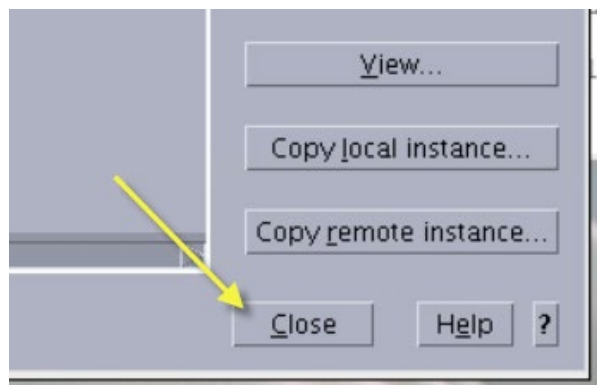 View...
Copy local instance...
Copy remote instance...
Close Help ?